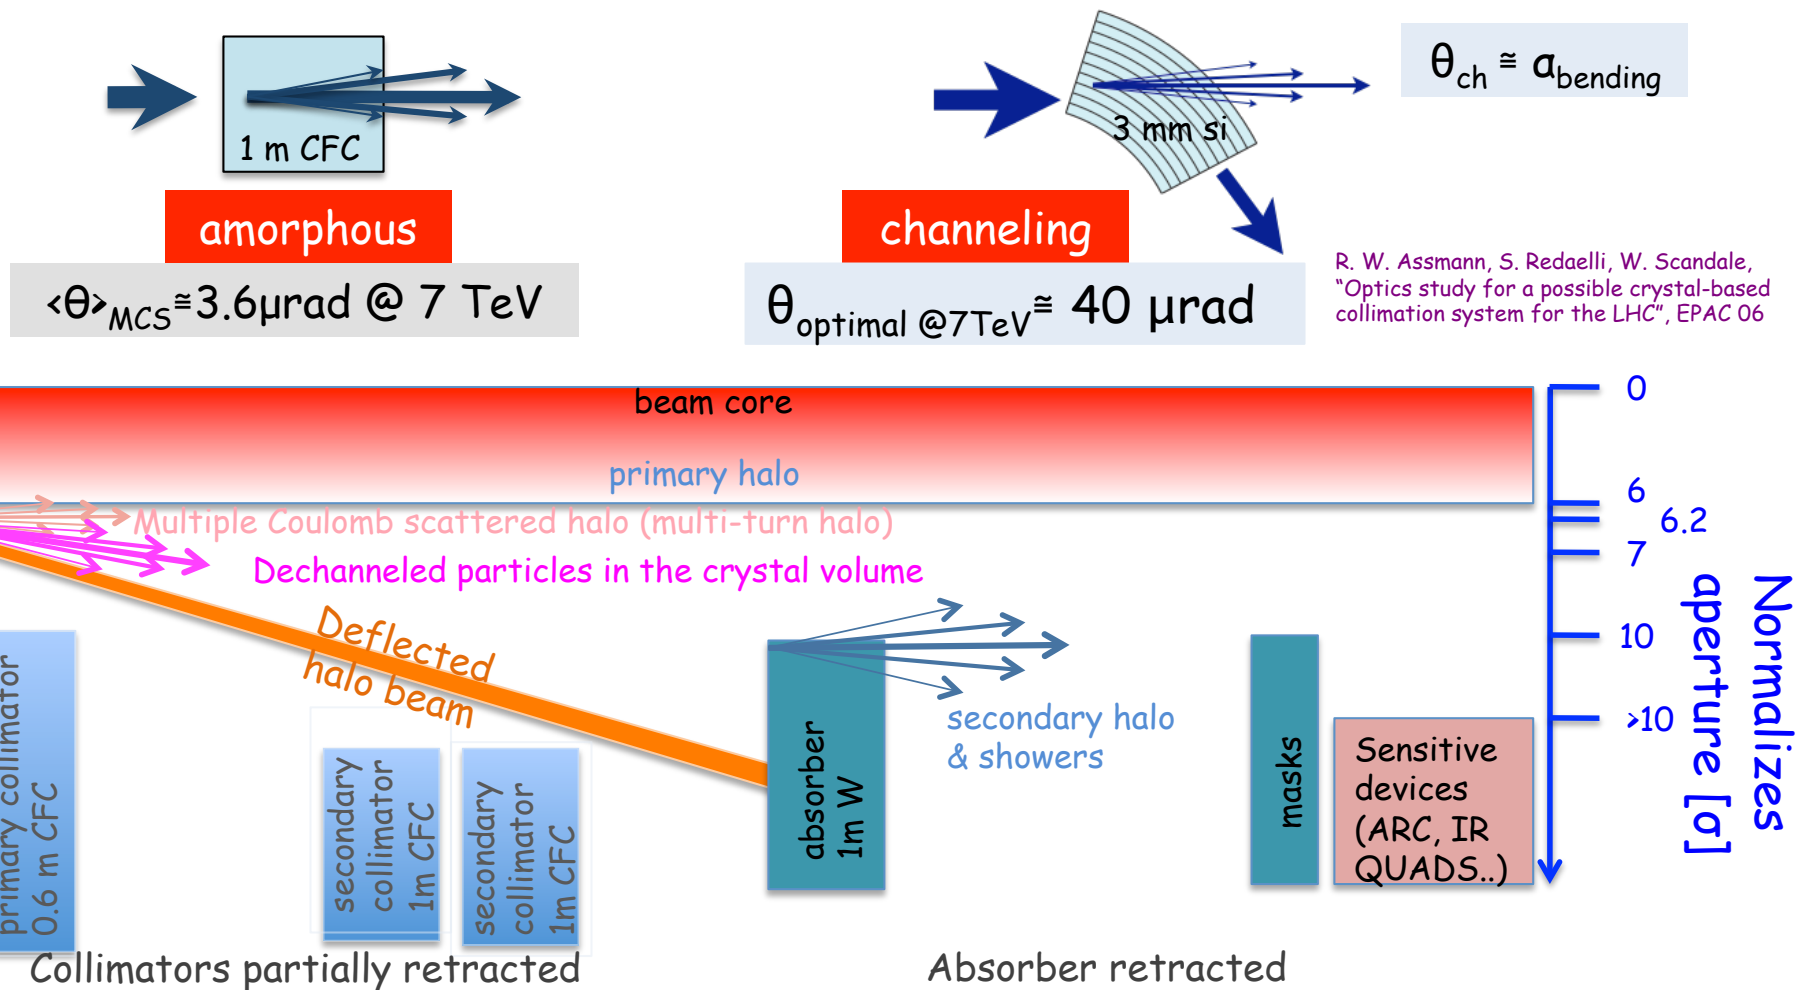 1 m CFC
3 mm si
θch ≅ αbending
amorphous
channeling
<θ>MCS≅3.6μrad @ 7 TeV
θoptimal @7TeV≅ 40 μrad
R. W. Assmann, S. Redaelli, W. Scandale,
“Optics study for a possible crystal-based
collimation system for the LHC”, EPAC 06
beam core
primary halo
Multiple Coulomb scattered halo (multi-turn halo)
Dechanneled particles in the crystal volume
Deflected
halo beam
primary collimator
0.6 m CFC
secondary
collimator
1m CFC
secondary
collimator
1m CFC
absorber
1m W
secondary halo
& showers
masks
Sensitive
devices
(ARC, IR
QUADS..)
0
6
6.2
7
10
>10
Normalizes
aperture [σ]
Collimators partially retracted
Absorber retracted